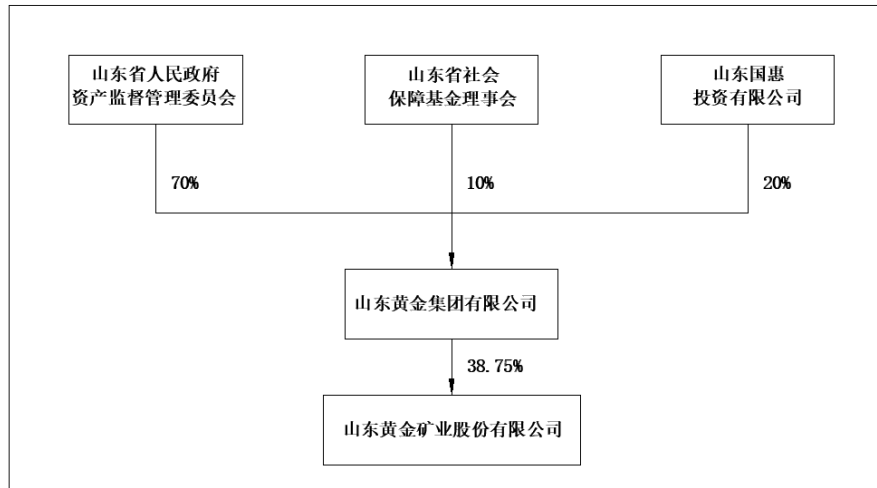 山东省人民政府
资产监督管理委员会
山东省社会
保障基金理事会
山东国惠
投资有限公司
70%
10%
20%
山东黄金集团有限公司
38.75%
山东黄金矿业股份有限公司